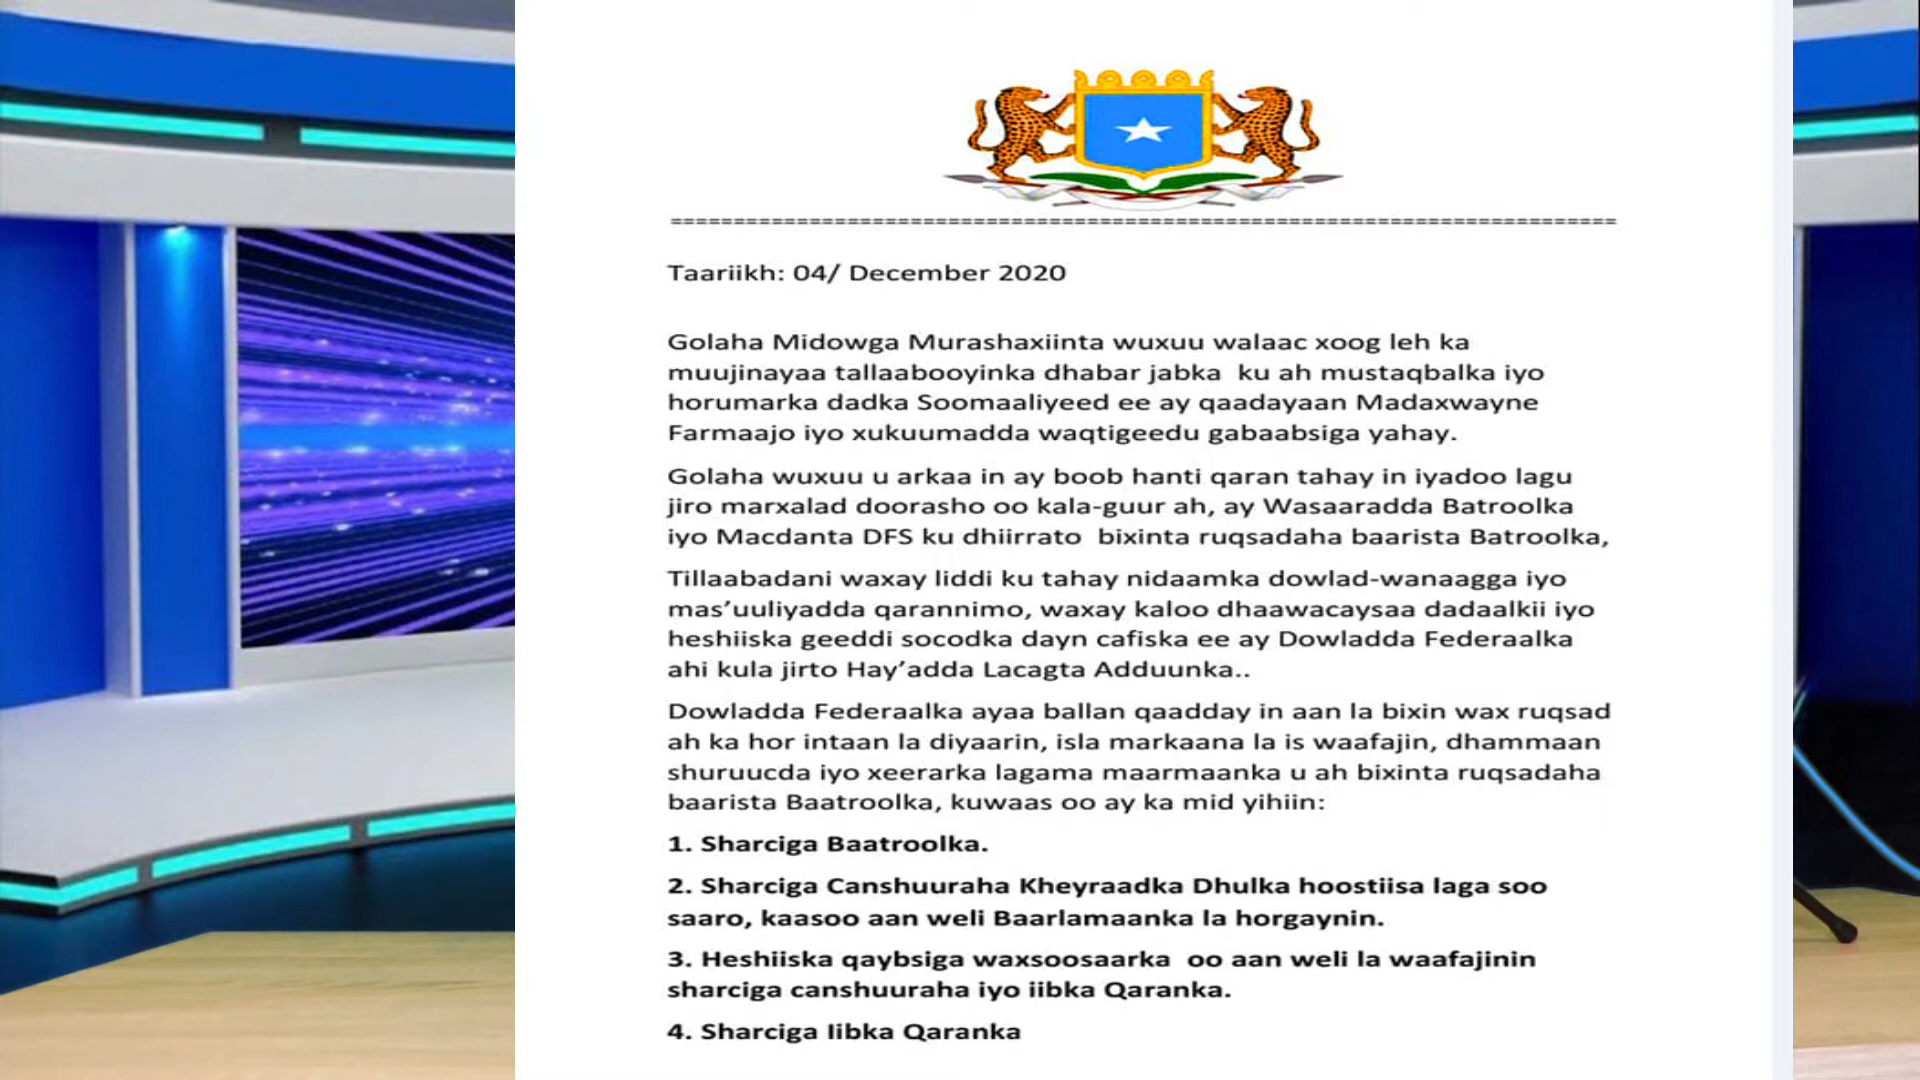 ================================================================================
Taariikh: 04/ December 2020
Golaha Midowga Murashaxiinta wuxuu walaac xoog leh ka
muujinayaa tallaabooyinka dhabar jabka ku ah mustaqbalka iyo
horumarka dadka Soomaaliyeed ee ay qaadayaan Madaxwayne
Farmaajo iyo xukuumadda waqtigeedu gabaabsiga yahay.
Golaha wuxuu u arkaa in ay boob hanti qaran tahay in iyadoo lagu
jiro marxalad doorasho oo kala-guur ah, ay Wasaaradda Batroolka
iyo Macdanta DFS ku dhiirrato bixinta ruqsadaha baarista Batroolka,
Tillaabadani waxay liddi ku tahay nidaamka dowlad-wanaagga iyo
mas’uuliyadda qarannimo, waxay kaloo dhaawacaysaa dadaalkii iyo
heshiiska geeddi socodka dayn cafiska ee ay Dowladda Federaalka
ahi kula jirto Hay’adda Lacagta Adduunka..
Dowladda Federaalka ayaa ballan qaadday in aan la bixin wax ruqsad
ah ka hor intaan la diyaarin, isla markaana la is waafajin, dhammaan
shuruucda iyo xeerarka lagama maarmaanka u ah bixinta ruqsadaha
baarista Baatroolka, kuwaas oo ay ka mid yihiin:
1. Sharciga Baatroolka.
2. Sharciga Canshuuraha Kheyraadka Dhulka hoostiisa laga soo
saaro, kaasoo aan weli Baarlamaanka la horgaynin.
3. Heshiiska qaybsiga waxsoosaarka oo aan weli la waafajinin
sharciga canshuuraha iyo iibka Qaranka.
4. Sharciga Iibka Qaranka